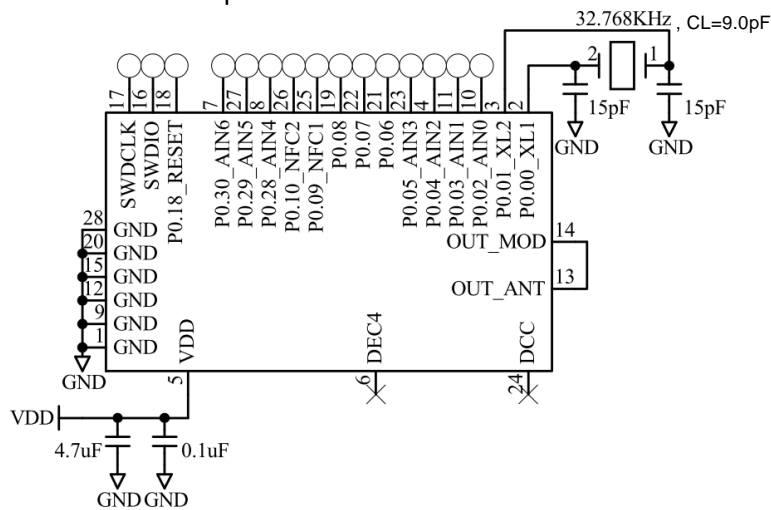 32.768KHz , CL=9.0pF
2
1
15pF
15pF
GND
GND
17
16
18
7
27
8
26
25
19
22
21
23
4
11
10
3
2
SWDCLK
SWDIO
P0.18_RESET
P0.30_AIN6
P0.29_AIN5
P0.28_AIN4
P0.10_NFC2
P0.09_NFC1
P0.08
P0.07
P0.06
P0.05_AIN3
P0.04_AIN2
P0.03_AIN1
P0.02_AIN0
P0.01_XL2
P0.00_XL1
28 GND
20 GND
15 GND
12 GND
9 GND
1 GND
GND
OUT_MOD 14
OUT_ANT 13
VDD
DEC4
DCC
5
6
24
VDD
4.7uF
0.1uF
GND GND